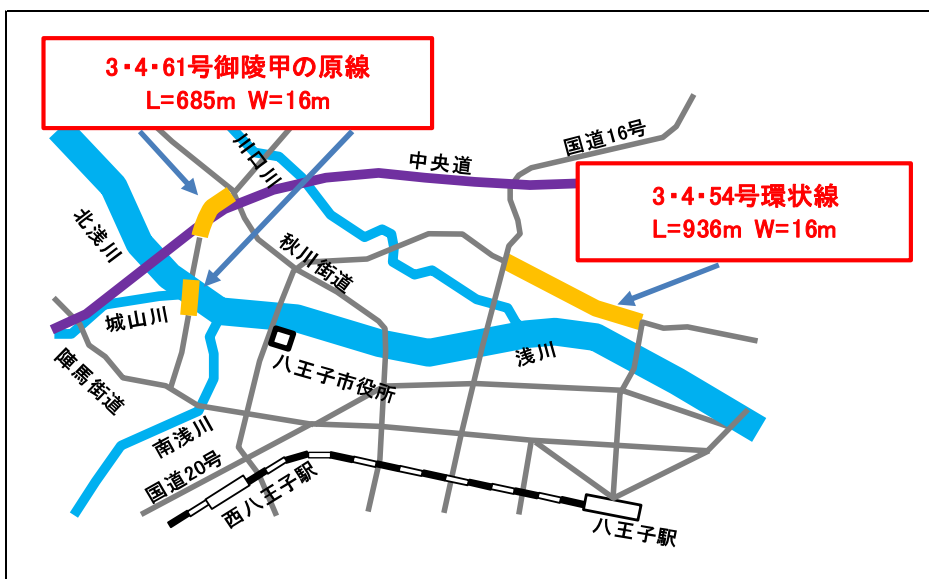 3・4・61号御陵甲の原線
L=685m W=16m
国道16号
川口川
中央道
3・4・54号環状線
L=936m W=16m
北浅川
秋川街道
城山川
浅川
八王子市役所
陣馬街道
南浅川
国道20号
西八王子駅
八王子駅